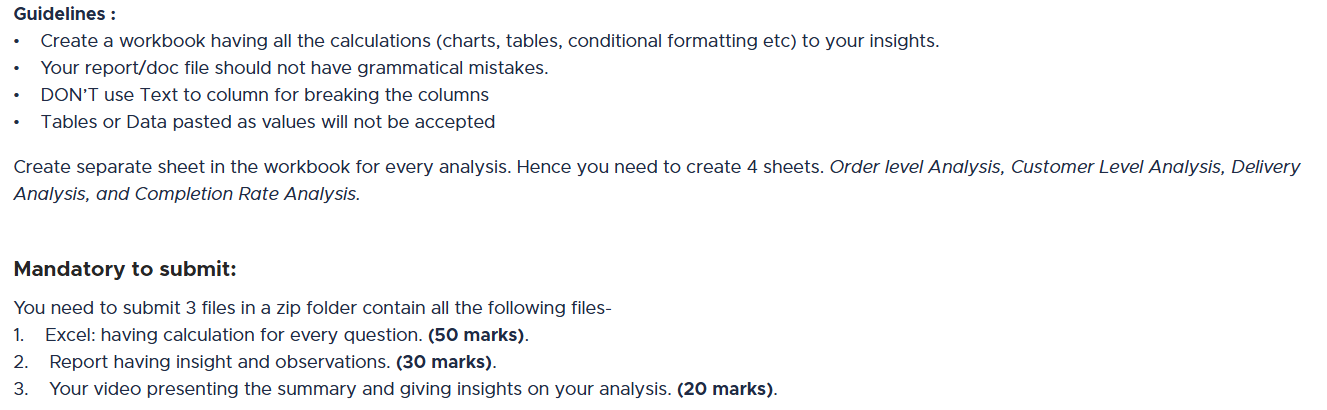 Guidelines :
• Create a workbook having all the calculations (charts, tables, conditional formatting etc) to your insights.
• Your report/doc file should not have grammatical mistakes.
• DON'T use Text to column for breaking the columns
• Tables or Data pasted as values will not be accepted
Create separate sheet in the workbook for every analysis. Hence you need to create 4 sheets. Order level Analysis, Customer Level Analysis, Delivery
Analysis, and Completion Rate Analysis.
Mandatory to submit:
You need to submit 3 files in a zip folder contain all the following files-
1. Excel: having calculation for every question. (50 marks).
2. Report having insight and observations. (30 marks).
3. Your video presenting the summary and giving insights on your analysis. (20 marks).